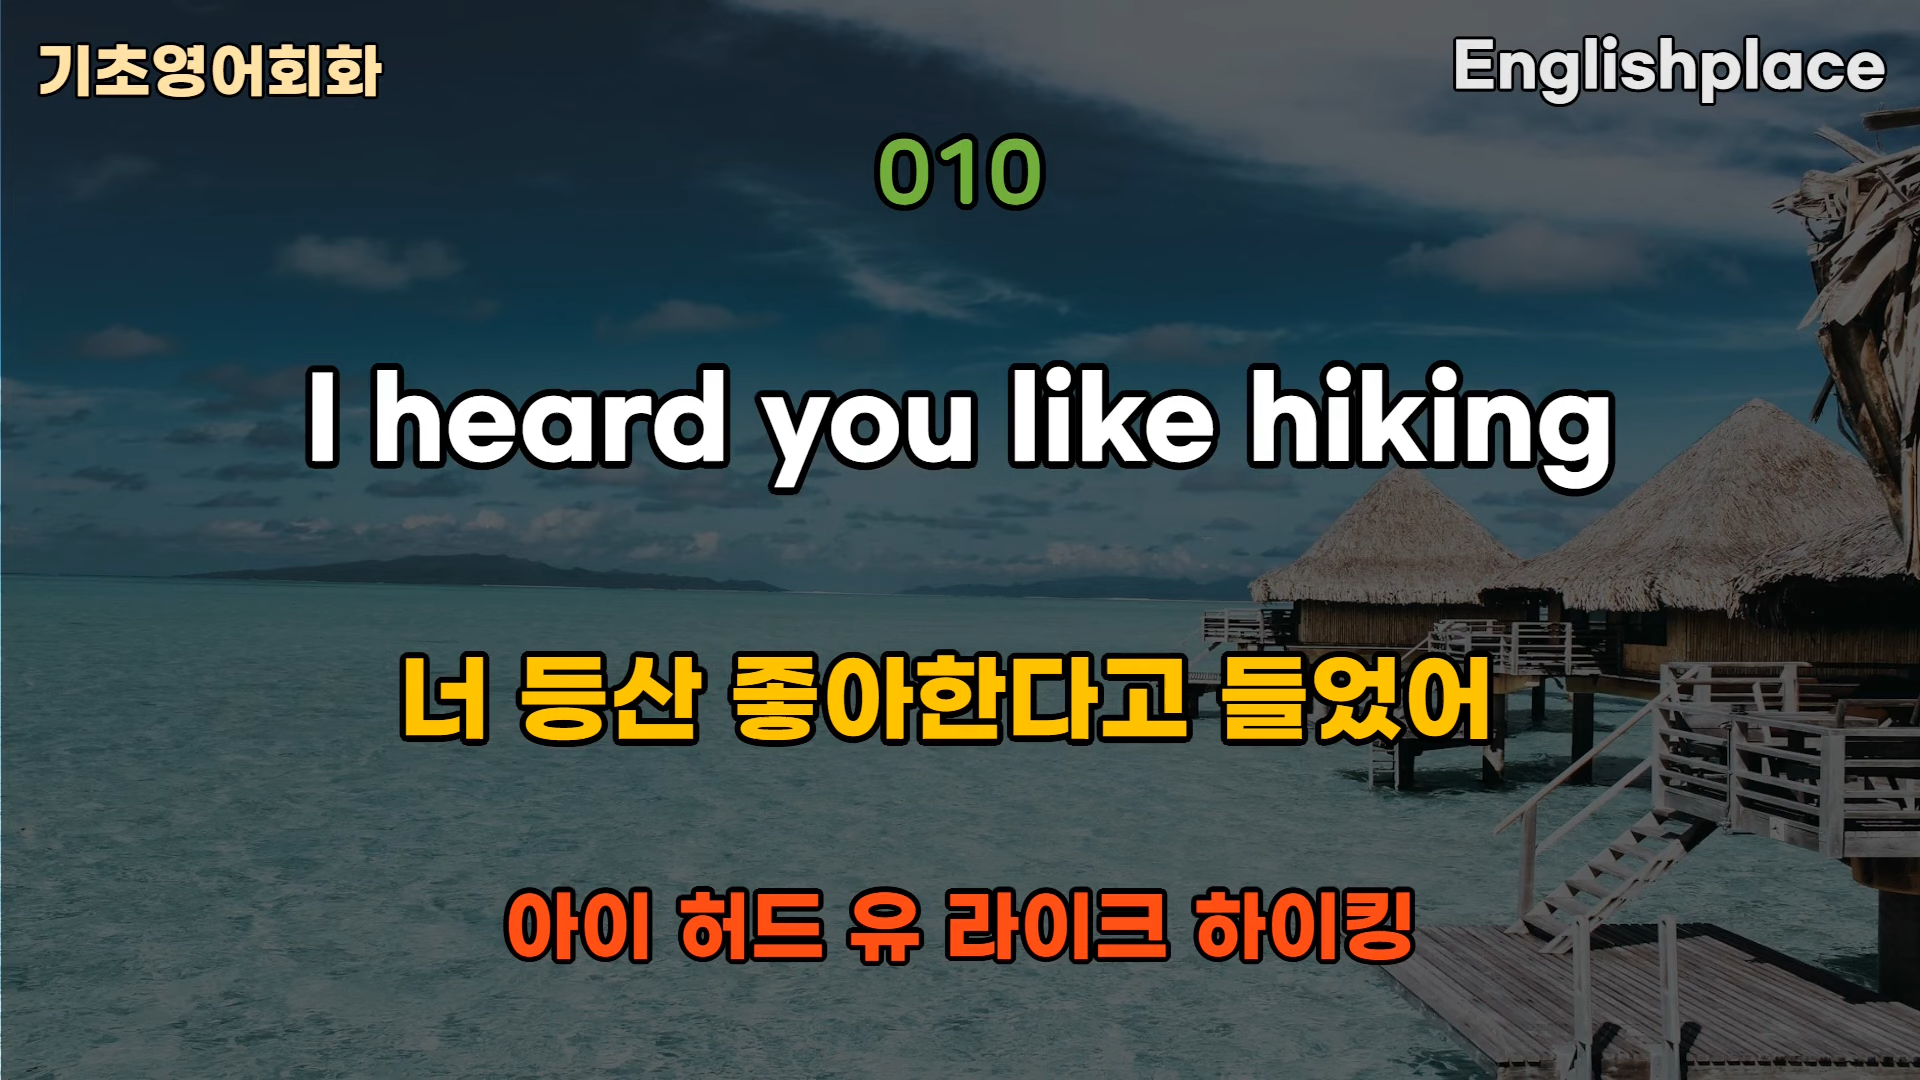 기초영어회화
Englishplace
010
I heard you like hiking
너 등산 좋아한다고 들었어
아이 허드 유 라이크 하이킹